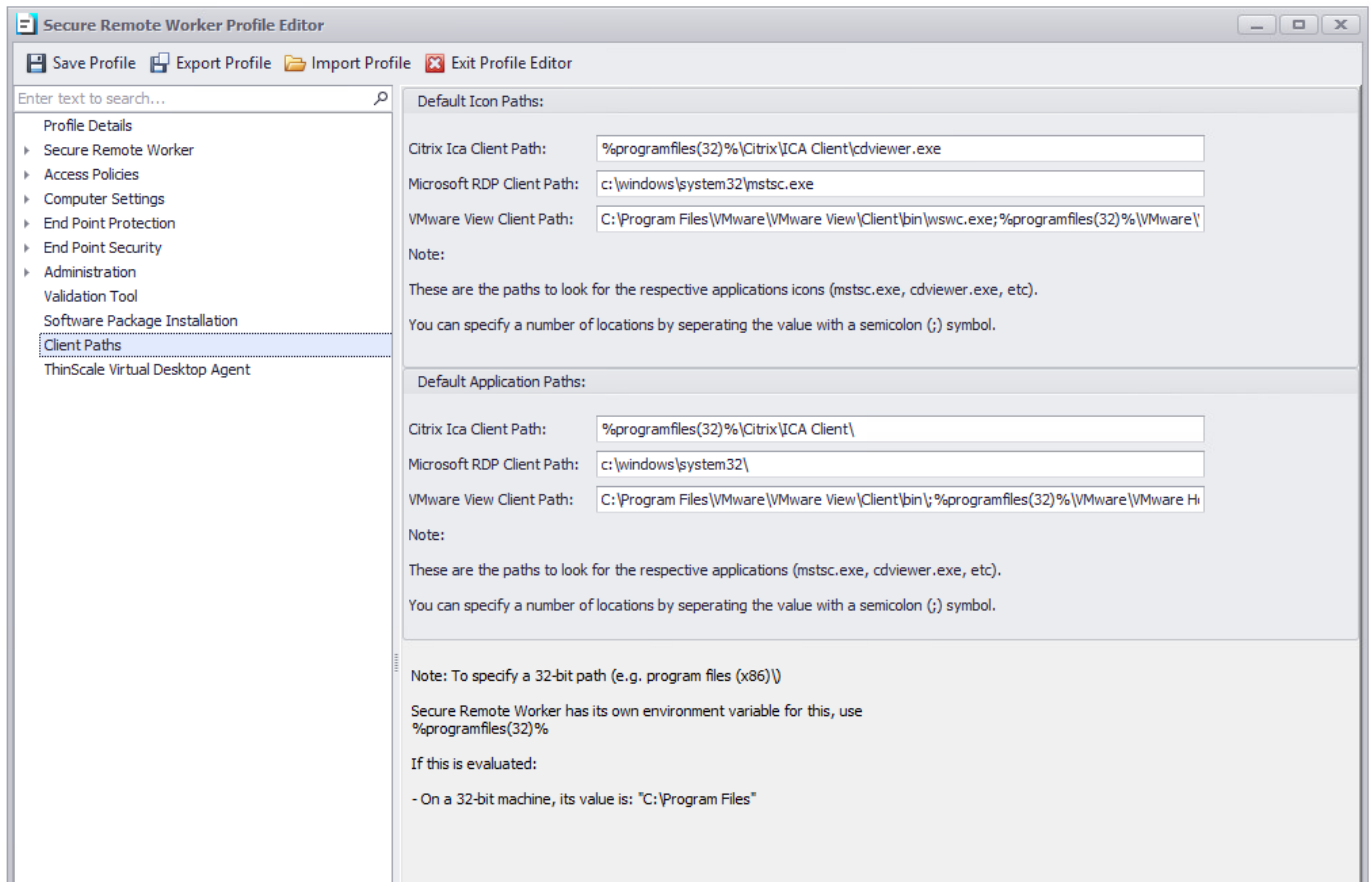 Secure Remote Worker Profile Editor
Save Profile Export Profile Import Profile Exit Profile Editor
Enter text to search...
Profile Details
Secure Remote Worker
Access Policies
Computer Settings
End Point Protection
End Point Security
Administration
Validation Tool
Software Package Installation
Client Paths
ThinScale Virtual Desktop Agent
Default Icon Paths:
Citrix Ica Client Path: %programfiles(32)%\Citrix\ICA Client\cdviewer.exe
Microsoft RDP Client Path: c:\windows\system32\mstsc.exe
VMware View Client Path: C:\Program Files\VMware\VMware View\Client\bin\wswc.exe;%programfiles(32)%\VMware\
Note:
These are the paths to look for the respective applications icons (mstsc.exe, cdviewer.exe, etc).
You can specify a number of locations by seperating the value with a semicolon (;) symbol.
Default Application Paths:
Citrix Ica Client Path: %programfiles(32)%\Citrix\ICA Client\
Microsoft RDP Client Path: c:\windows\system32\
VMware View Client Path: C:\Program Files\VMware\VMware View\Client\bin\;%programfiles(32)%\VMware\VMware H
Note:
These are the paths to look for the respective applications (mstsc.exe, cdviewer.exe, etc).
You can specify a number of locations by seperating the value with a semicolon (;) symbol.
Note: To specify a 32-bit path (e.g. program files (x86)\)
Secure Remote Worker has its own environment variable for this, use
%programfiles(32)%
If this is evaluated:
- On a 32-bit machine, its value is: "C:\Program Files"